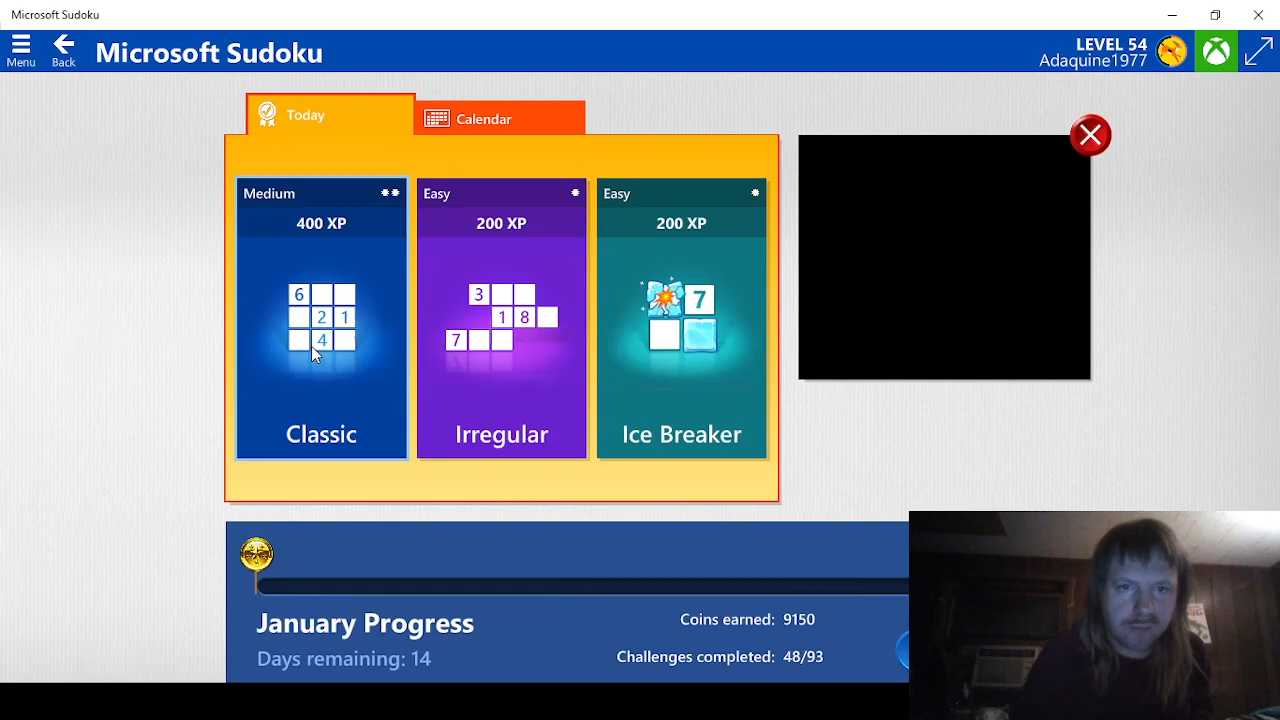 Microsoft Sudoku
Menu
Back
Microsoft Sudoku
LEVEL 54
Adaquine1977
Today
Calendar
Medium
400 XP
6
2 1
4
Classic
Easy
200 XP
3
1 8
7
Irregular
Easy
200 XP
7
Ice Breaker
January Progress
Days remaining: 14
Coins earned: 9150
Challenges completed: 48/93